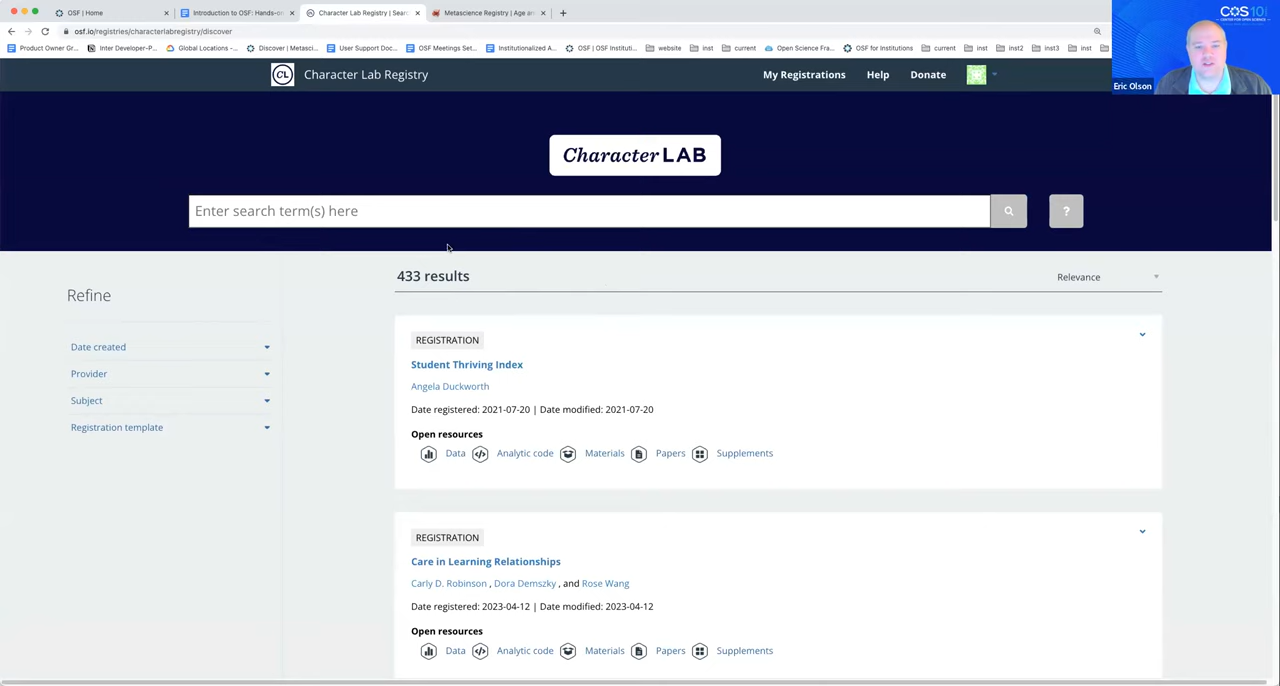 OSF | Home
Introduction to OSF: Hands-o
Character Lab Registry | Sear
Metascience Registry | Age an
osf.io/registries/characterlabregistry/discover
Product Owner Gr...
Inter Developer-P...
Global Locations -...
Discover | Metasci...
User Support Doc...
OSF Meetings Set...
Institutionalized A...
OSF | OSF Instituti...
website
inst
current
Open Science Fra...
OSF for Institutions
current
inst
inst2
inst3
inst
COS10
CENTER FOR OPEN SCIENCE
Eric Olson
CL
Character Lab Registry
My Registrations
Help
Donate
Character LAB
Enter search term(s) here
?
433 results
Relevance
Refine
Date created
Provider
Subject
Registration template
REGISTRATION
Student Thriving Index
Angela Duckworth
Date registered: 2021-07-20 | Date modified: 2021-07-20
Open resources
Data
Analytic code
Materials
Papers
Supplements
REGISTRATION
Care in Learning Relationships
Carly D. Robinson , Dora Demszky , and Rose Wang
Date registered: 2023-04-12 | Date modified: 2023-04-12
Open resources
Data
Analytic code
Materials
Papers
Supplements